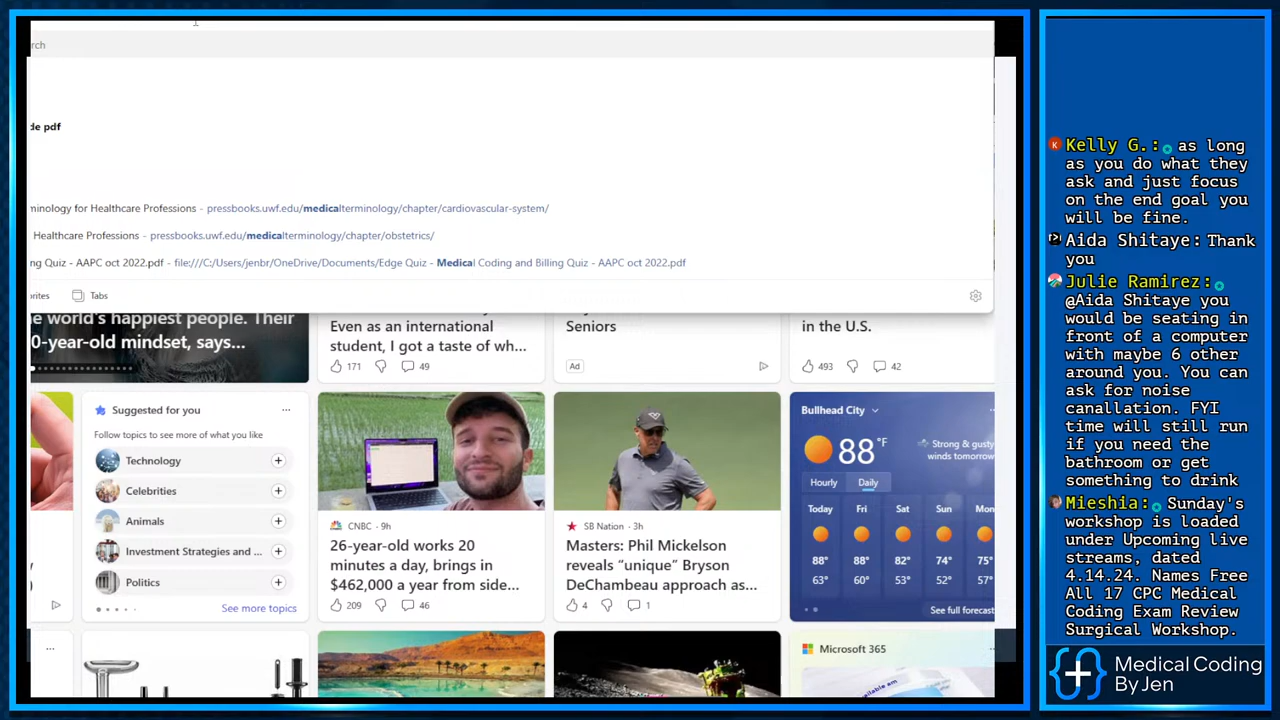 rch
de pdf
minology for Healthcare Professions - pressbooks.uwf.edu/medicalterminology/chapter/cardiovascular-system/
Healthcare Professions - pressbooks.uwf.edu/medicalterminology/chapter/obstetrics/
ng Quiz - AAPC oct 2022.pdf - file:///C:/Users/jenbr/OneDrive/Documents/Edge Quiz - Medical Coding and Billing Quiz - AAPC oct 2022.pdf
orites
Tabs
e world's happiest people. Their
0-year-old mindset, says...
Even as an international
student, I got a taste of wh...
171
49
Seniors
Ad
in the U.S.
493
42
Suggested for you
Follow topics to see more of what you like
Technology
Celebrities
Animals
Investment Strategies and ...
Politics
See more topics
CNBC · 9h
26-year-old works 20
minutes a day, brings in
$462,000 a year from side...
209
46
SB Nation · 3h
Masters: Phil Mickelson
reveals “unique” Bryson
DeChambeau approach as...
4
1
Bullhead City
88 °F
Strong & gusty
winds tomorrow
Hourly
Daily
Today
Fri
Sat
Sun
Mon
88°
88°
82°
74°
75°
63°
60°
53°
52°
57°
See full forecast
Microsoft 365
available am
Kelly G.: as long
as you do what they
ask and just focus
on the end goal you
will be fine.
Aida Shitaye: Thank
you
Julie Ramirez:
@Aida Shitaye you
would be seating in
front of a computer
with maybe 6 other
around you. You can
ask for noise
canallation. FYI
time will still run
if you need the
bathroom or get
something to drink
Mieshia: Sunday's
workshop is loaded
under Upcoming live
streams, dated
4.14.24. Names Free
All 17 CPC Medical
Coding Exam Review
Surgical Workshop.
Medical Coding
By Jen